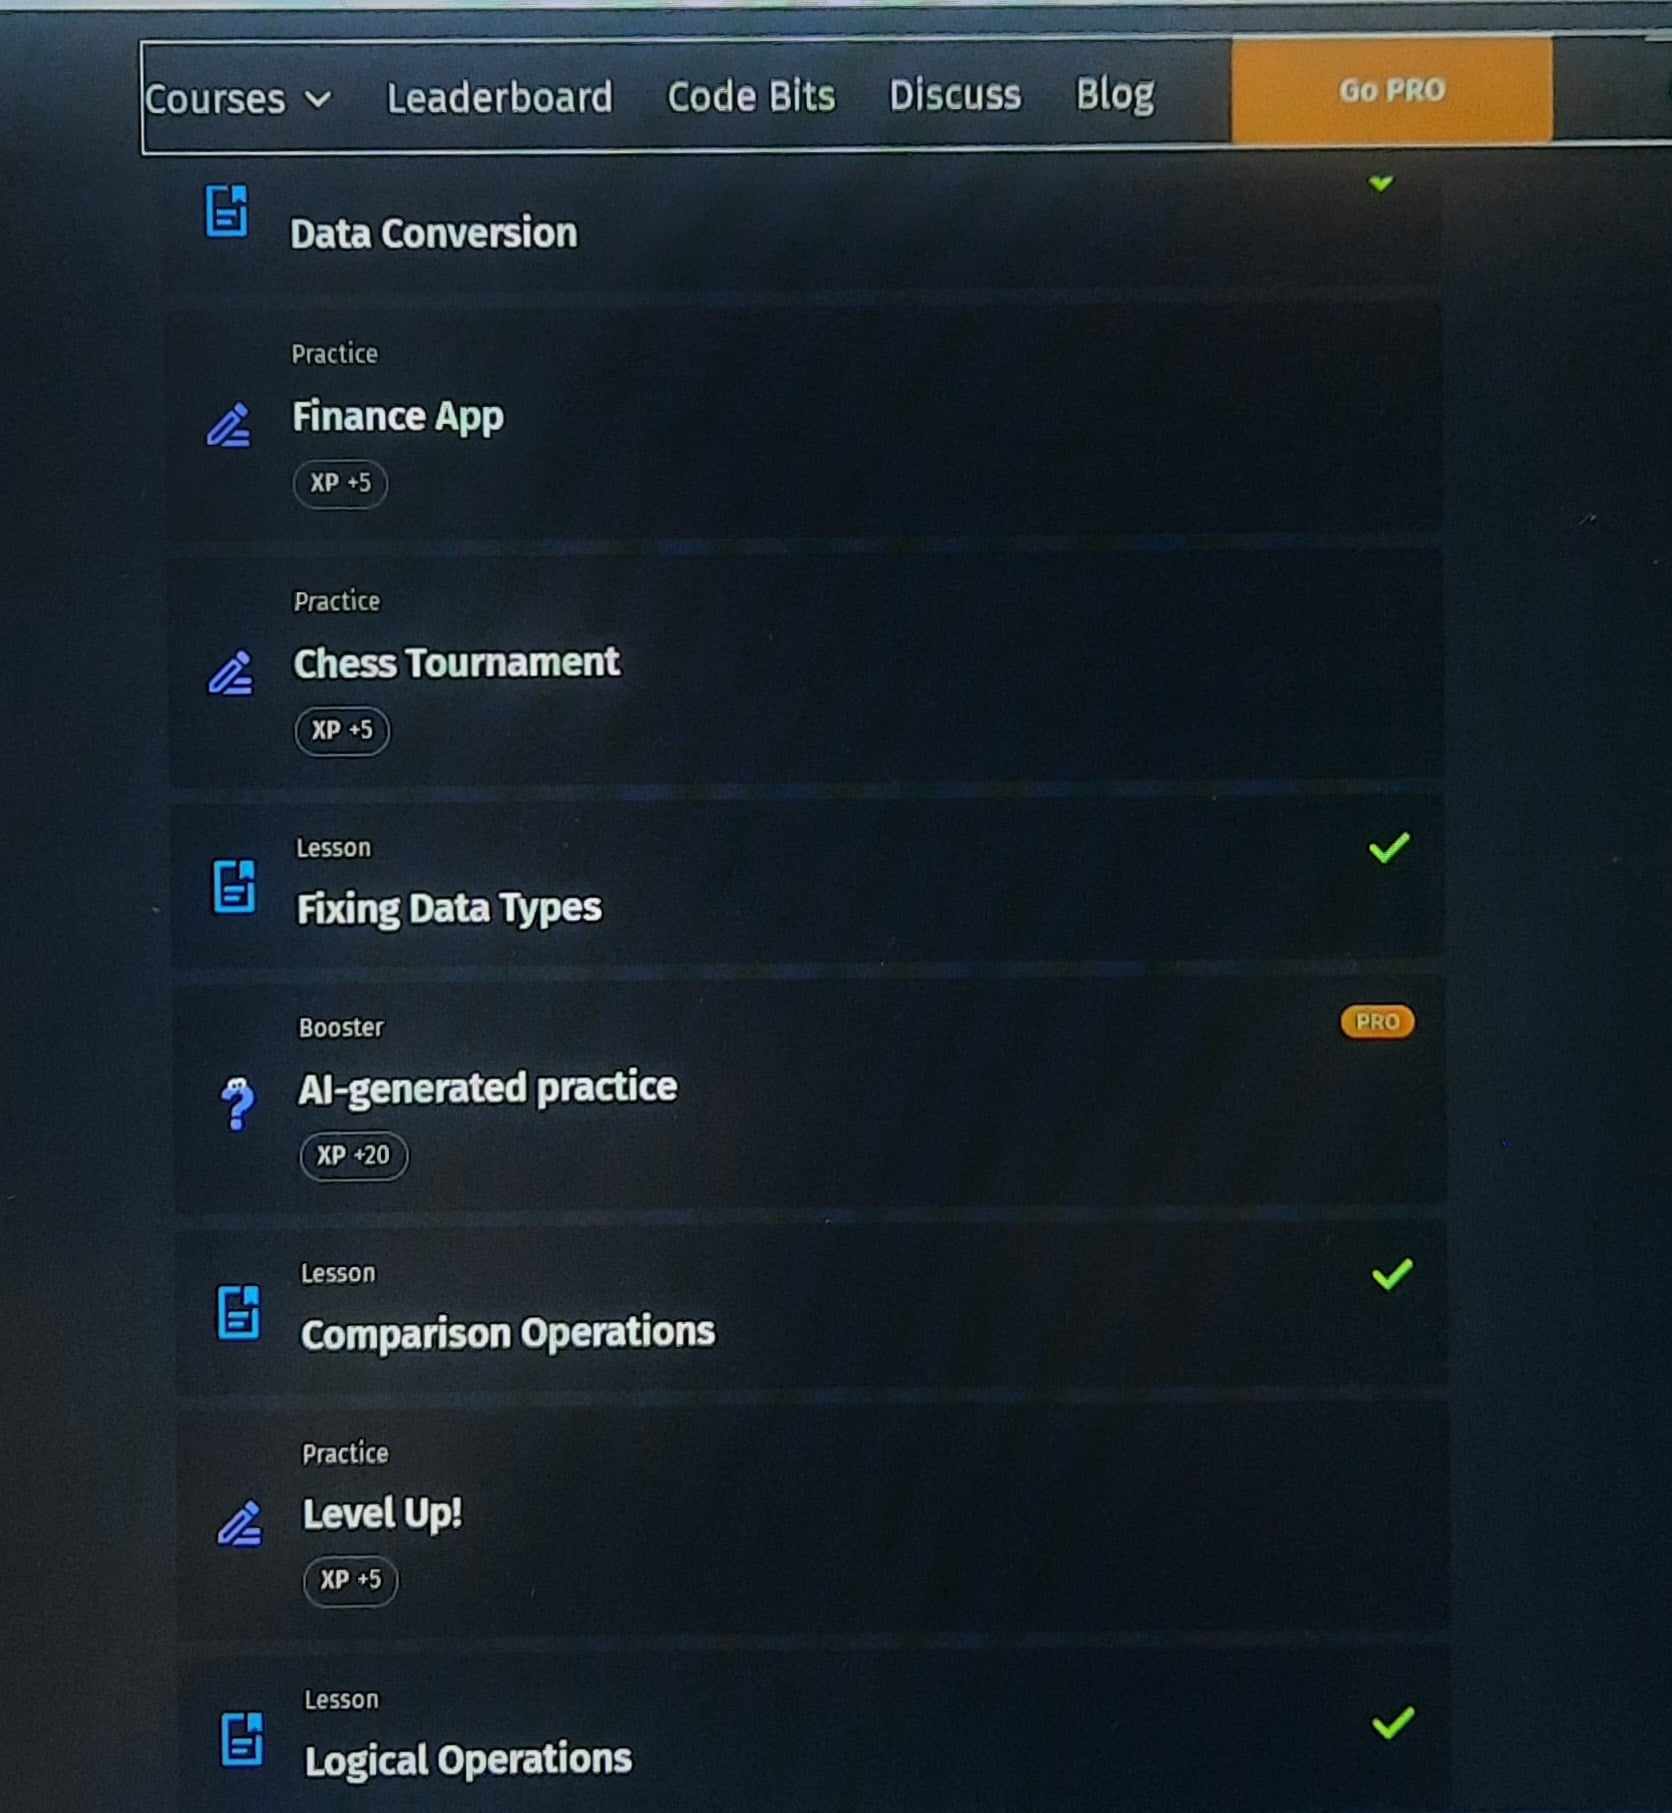 Courses Leaderboard Code Bits Discuss Blog Go PRO
Data Conversion
Practice
Finance App
XP +5
Practice
Chess Tournament
XP +5
Lesson
Fixing Data Types
Booster
PRO
AI-generated practice
XP +20
Lesson
Comparison Operations
Practice
Level Up!
XP +5
Lesson
Logical Operations